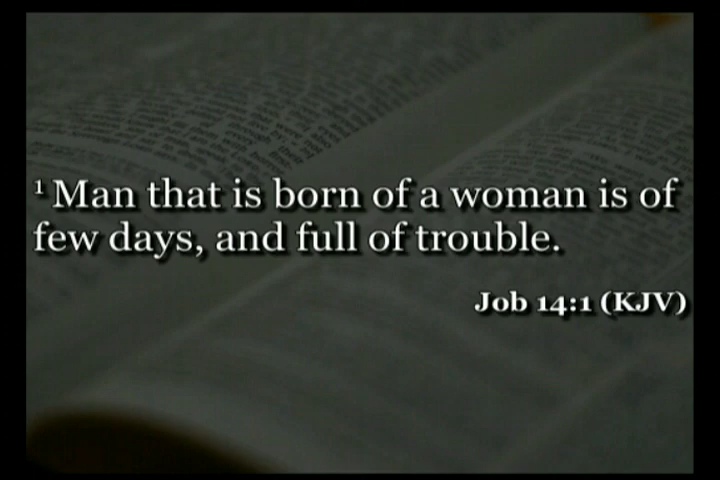 ¹ Man that is born of a woman is of
few days, and full of trouble.
Job 14:1 (KJV)